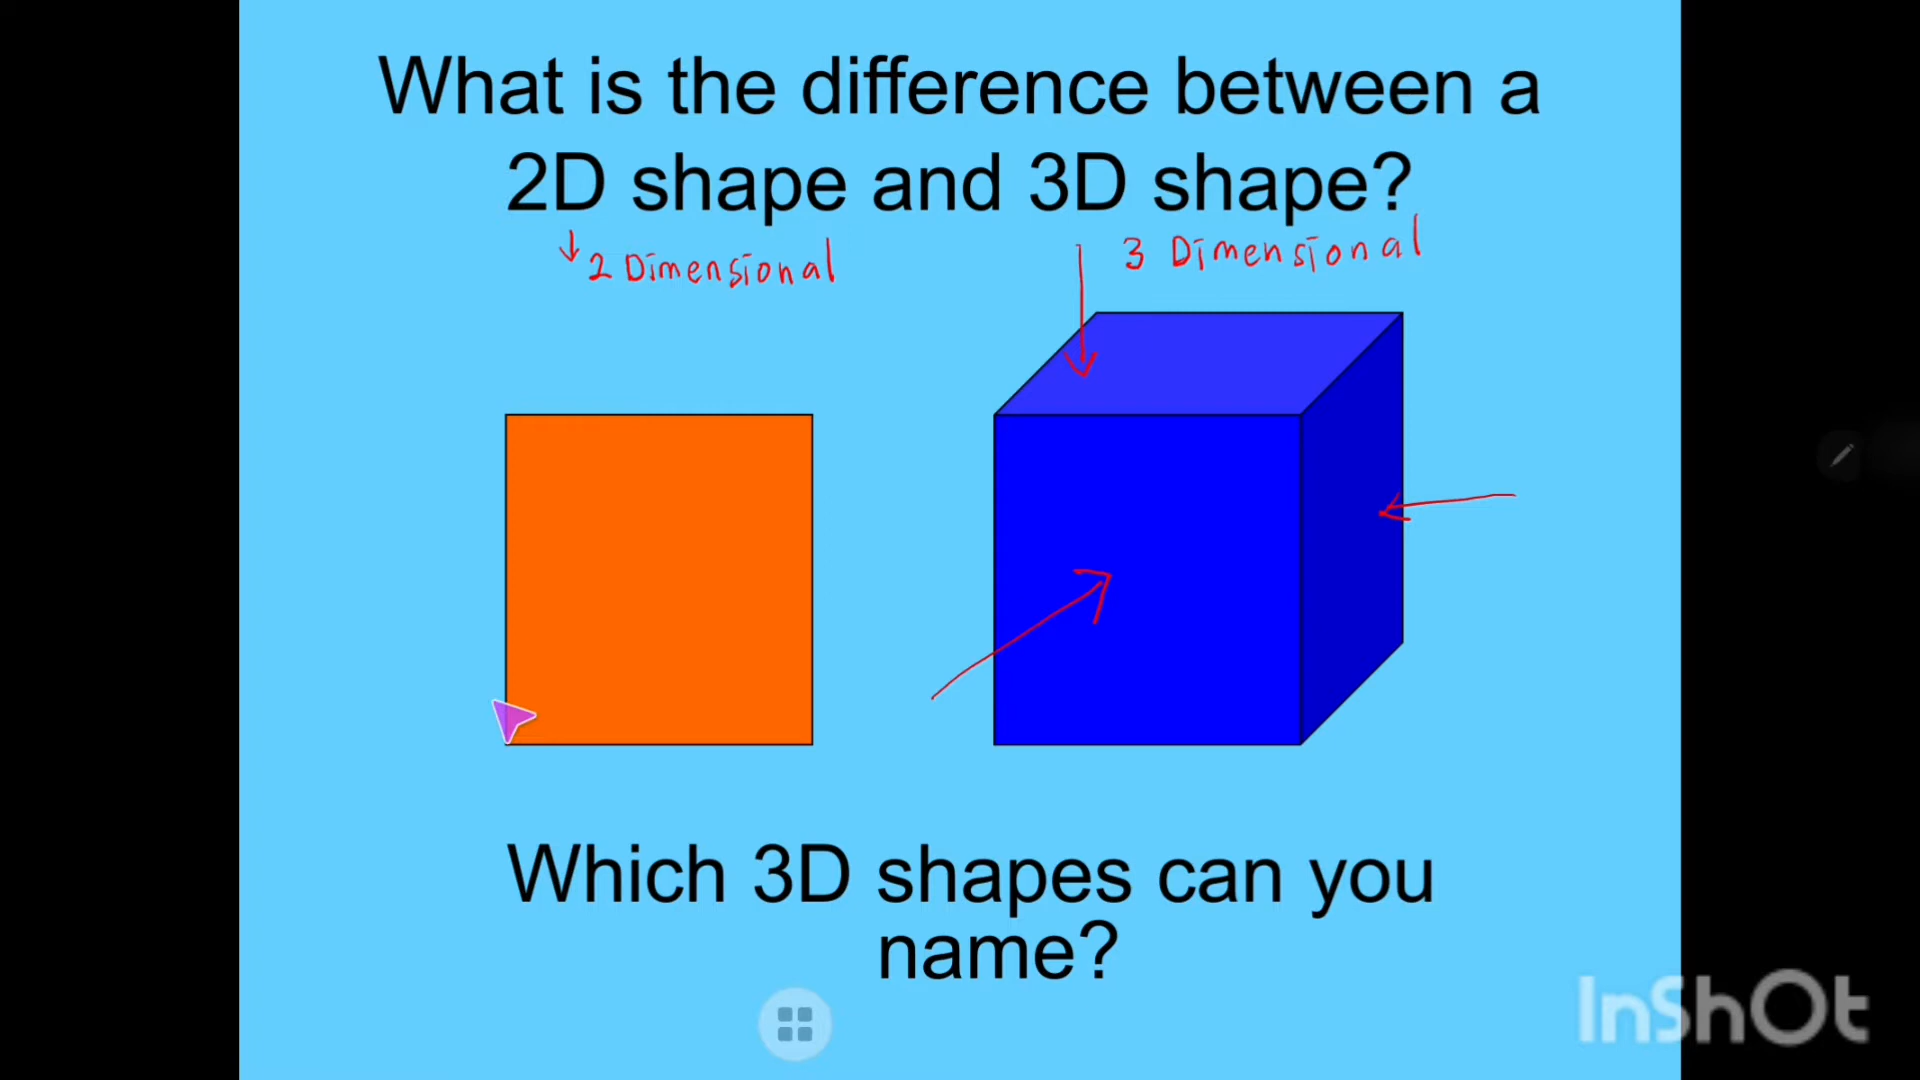 What is the difference between a
2D shape and 3D shape?
2 Dimensional
3 Dimensional
Which 3D shapes can you
name?
InShOt